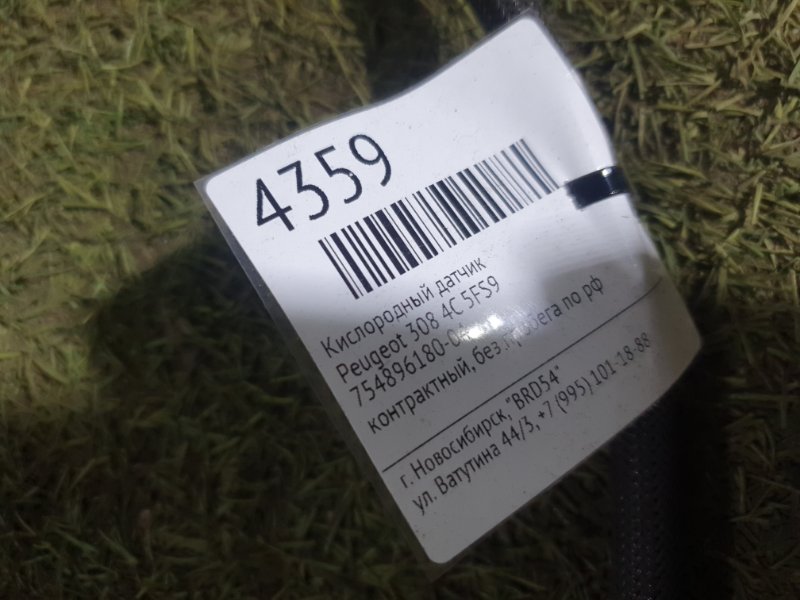 4359
Кислородный датчик
Peugeot 308 4C 5FS9
контрактный, без пробега по рф
г. Новосибирск, "BRD54"
ул. Ватутина 44/3, +7 (995) 101-18-88